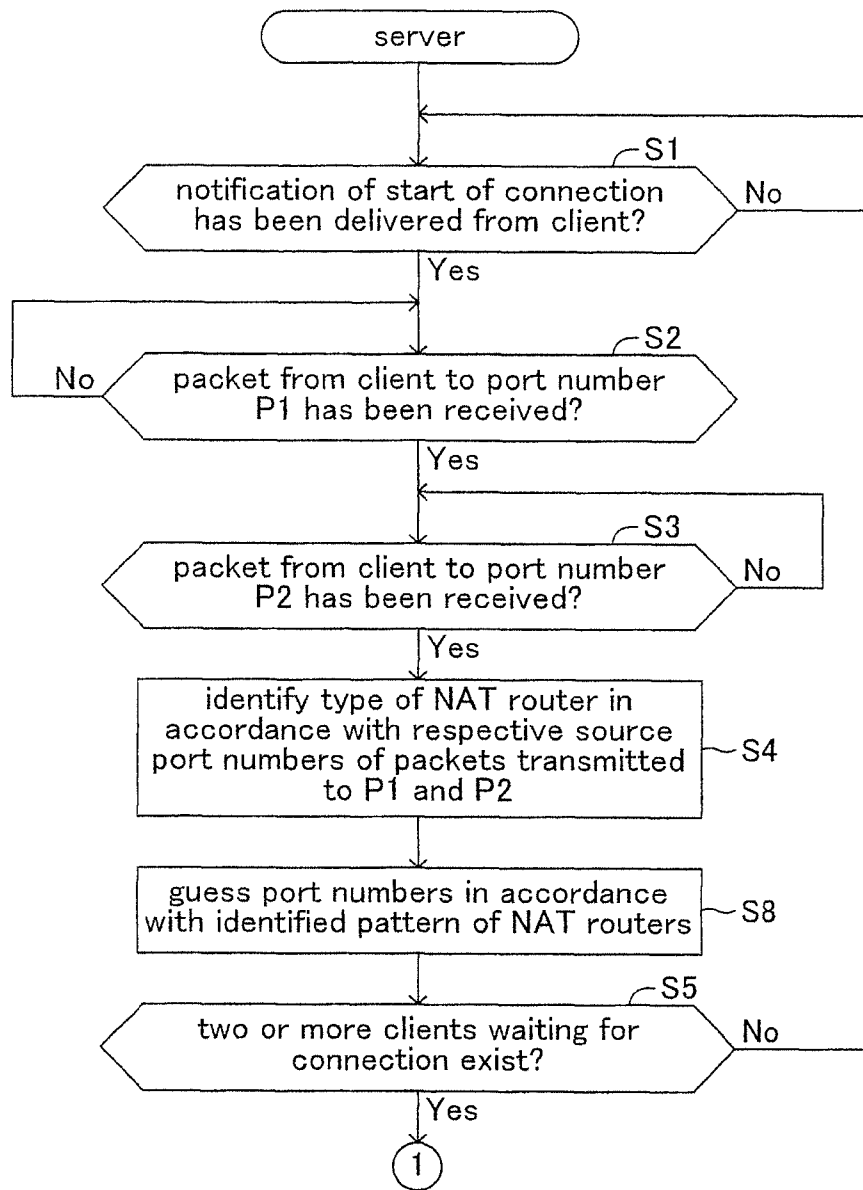 server
S1
notification of start of connection
has been delivered from client?
No
Yes
S2
No
packet from client to port number
P1 has been received?
Yes
S3
packet from client to port number
P2 has been received?
No
Yes
identify type of NAT router in
accordance with respective source
port numbers of packets transmitted
to P1 and P2
S4
guess port numbers in accordance
with identified pattern of NAT routers
S8
S5
two or more clients waiting for
connection exist?
No
Yes
1